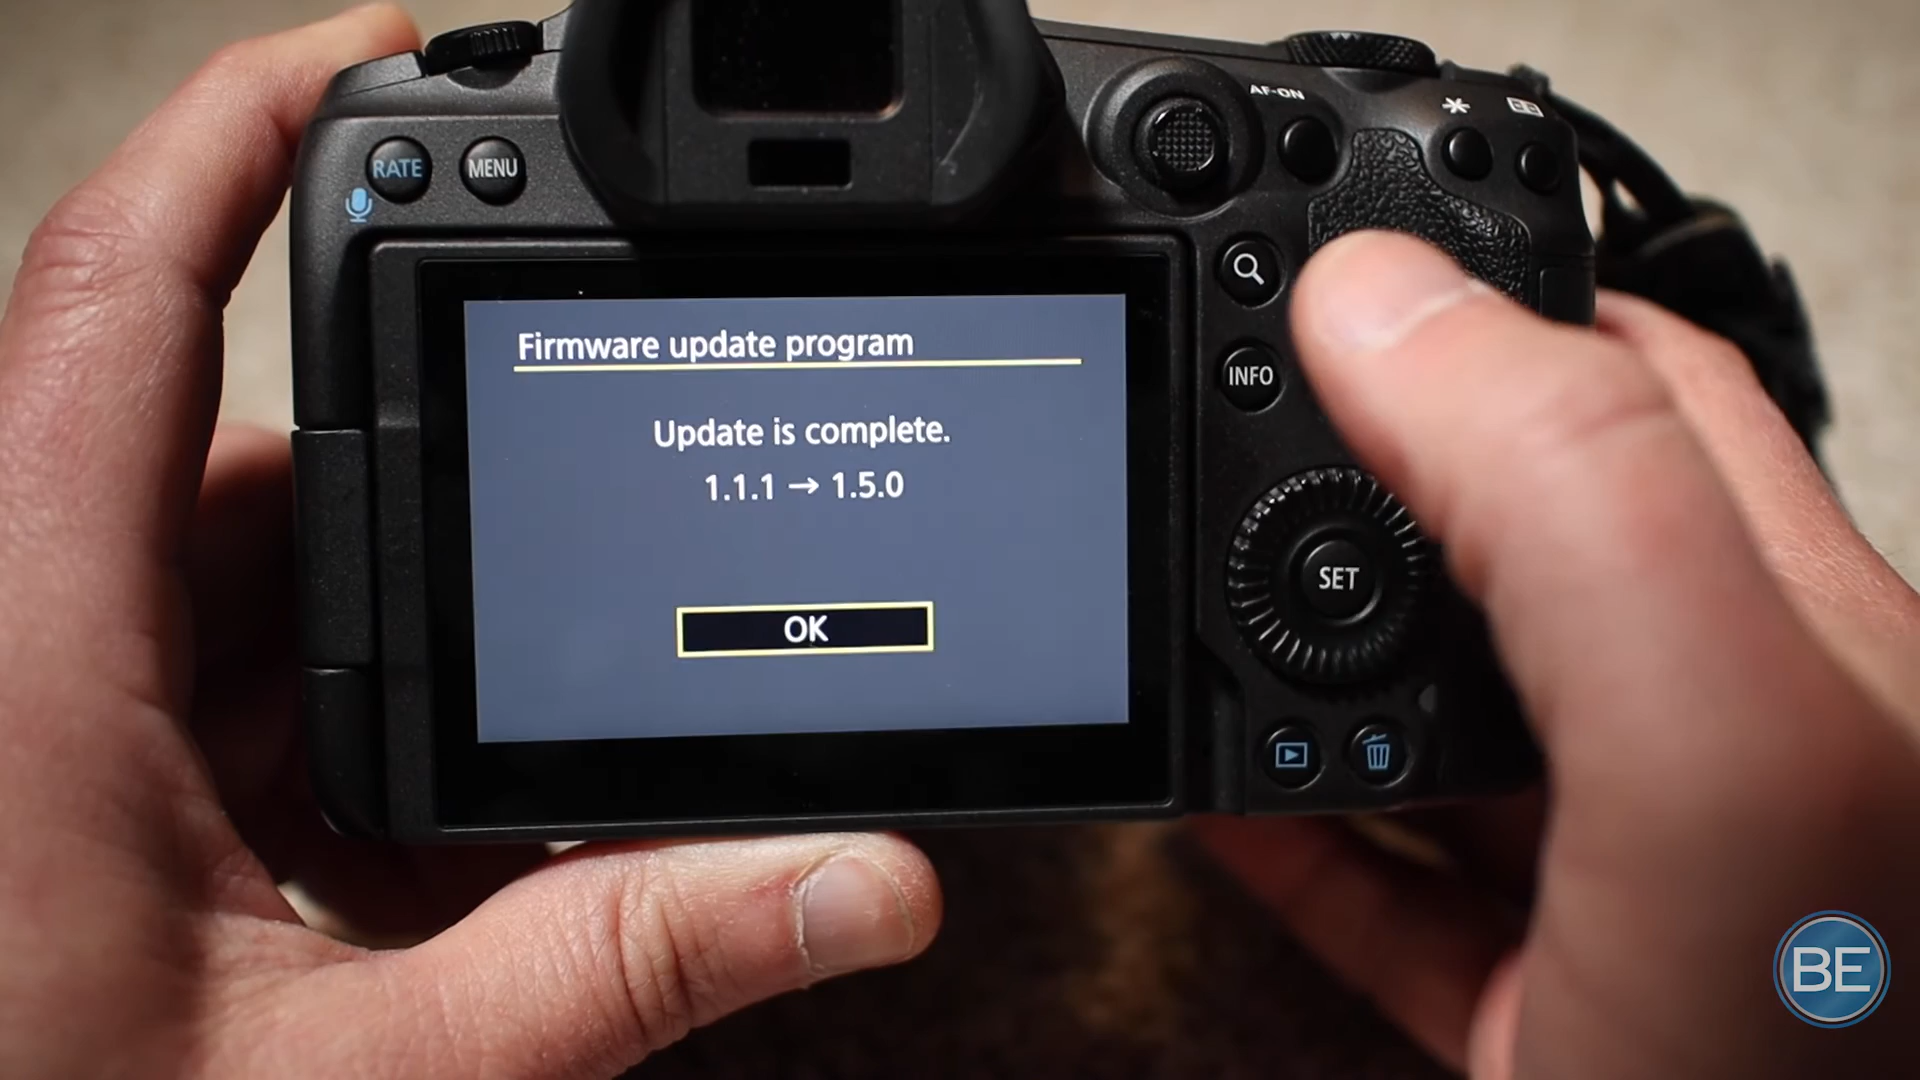 AF-ON
RATE
MENU
Firmware update program
Update is complete.
1.1.1 → 1.5.0
OK
INFO
SET
BE